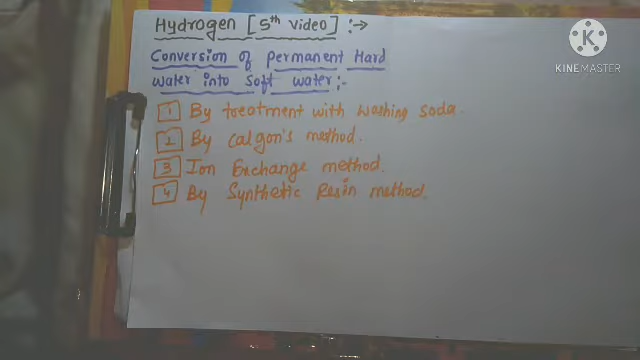 Hydrogen [5th video] :→
Conversion of permanent Hard
water into soft water:-
1 By treatment with washing soda.
2 By calgon's method.
3 Ion Exchange method.
4 By Synthetic Resin method.
KINEMASTER